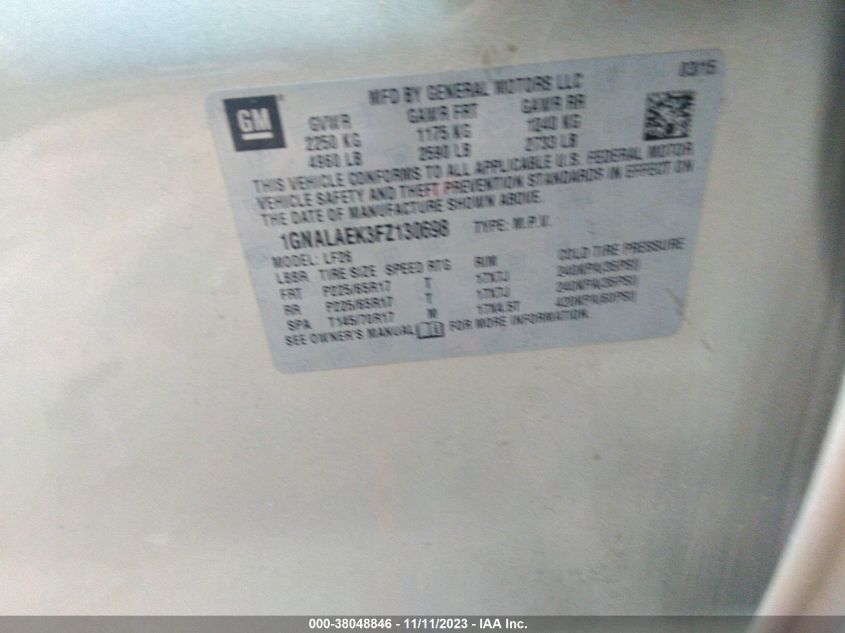 MFD BY GENERAL MOTORS LLC 03/15
GM
GVWR GAWR FRT GAWR RR
2250 KG 1175 KG 1240 KG
4960 LB 2590 LB 2733 LB
THIS VEHICLE CONFORMS TO ALL APPLICABLE U.S. FEDERAL MOTOR
VEHICLE SAFETY AND THEFT PREVENTION STANDARDS IN EFFECT ON
THE DATE OF MANUFACTURE SHOWN ABOVE.
1GNALAEK3FZ130698 TYPE: M.P.V.
MODEL: LF26
TIRE SIZE SPEED RTG RIM COLD TIRE PRESSURE
FRT P225/65R17 T 17X7J 240KPA(35PSI)
RR P225/65R17 T 17X7J 240KPA(35PSI)
SPA T145/70R17 M 17X4.5T 420KPA(60PSI)
SEE OWNER'S MANUAL FOR MORE INFORMATION.
000-38048846 - 11/11/2023 - IAA Inc.